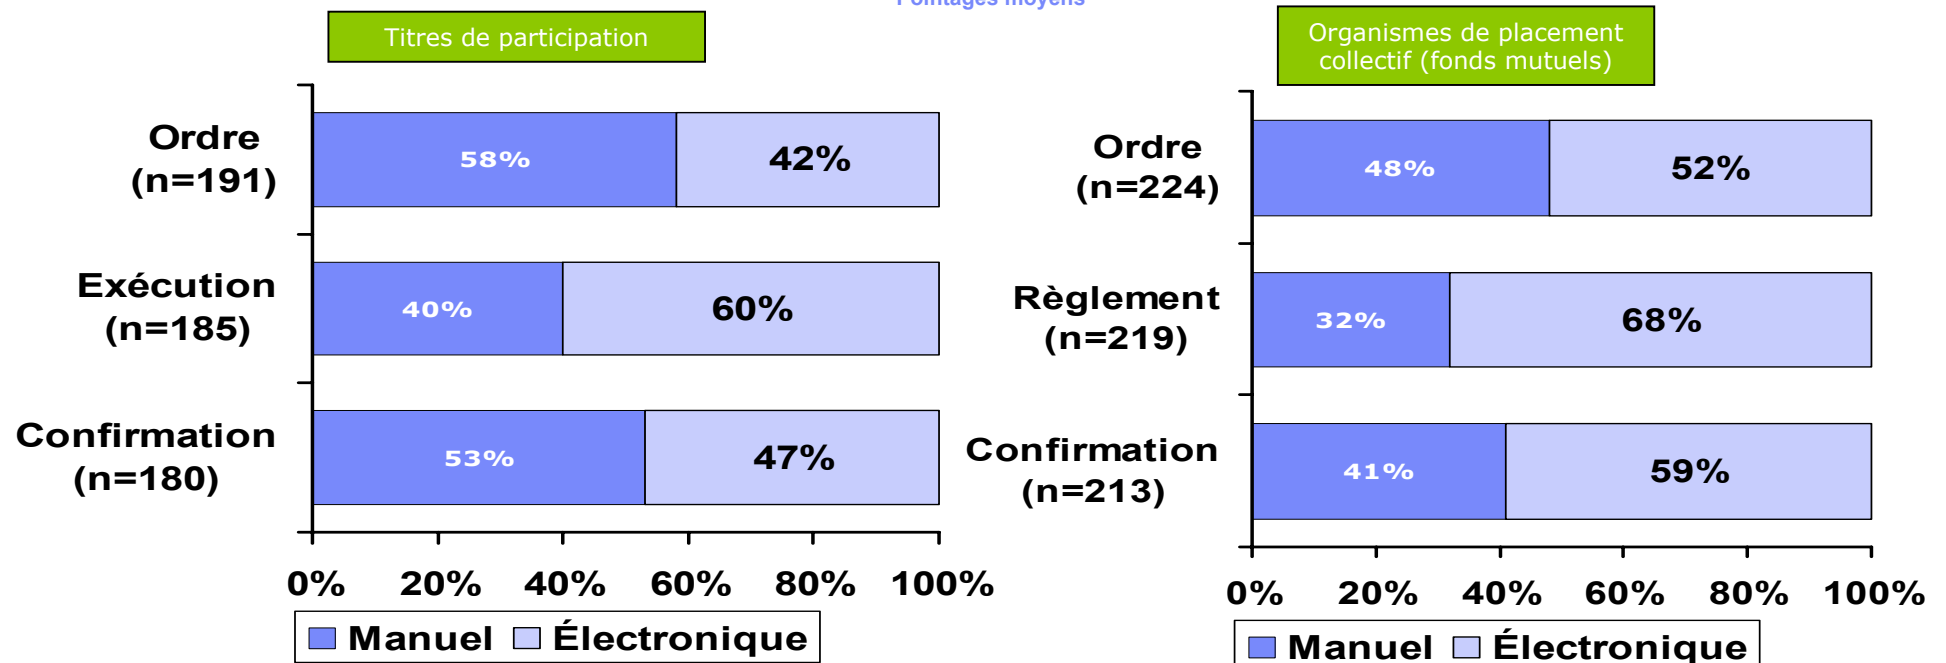 Pointages moyens
Titres de participation
Ordre
(n=191)
58%
42%
Exécution
(n=185)
40%
60%
Confirmation
(n=180)
53%
47%
0% 20% 40% 60% 80% 100%
Manuel Électronique
Organismes de placement
collectif (fonds mutuels)
Ordre
(n=224)
48%
52%
Règlement
(n=219)
32%
68%
Confirmation
(n=213)
41%
59%
0% 20% 40% 60% 80% 100%
Manuel Électronique